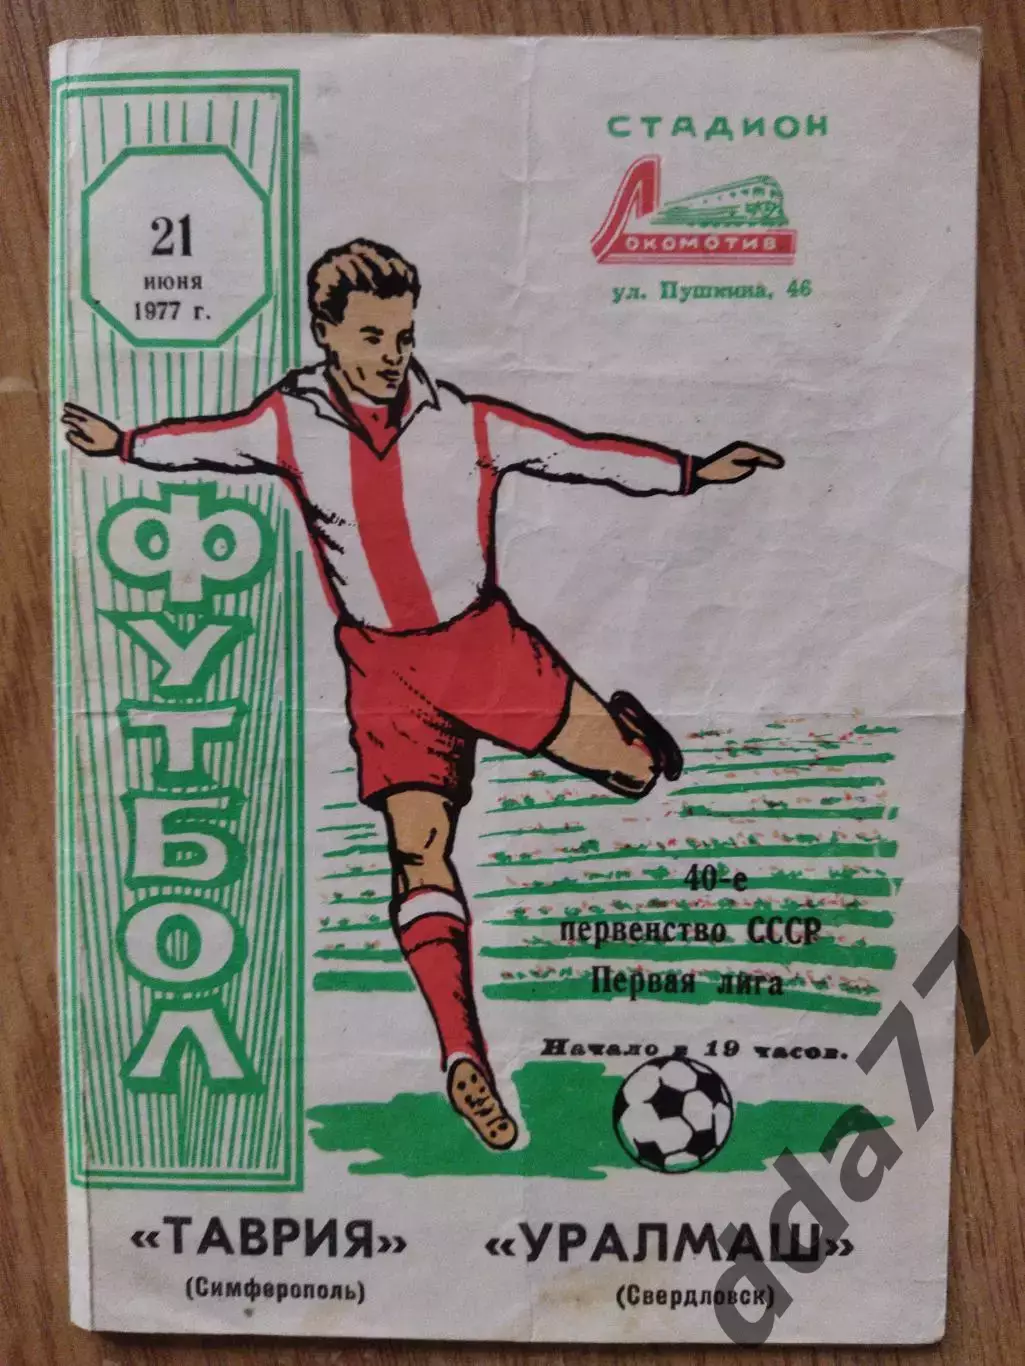 СТАДИОН
ЛОКОМОТИВ
ул. Пушкина, 46
21
июня
1977 г.
ФУТБОЛ
40-е
первенство СССР
Первая лига
Начало в 19 часов.
«ТАВРИЯ»
(Симферополь)
«УРАЛМАШ»
(Свердловск)
dda77